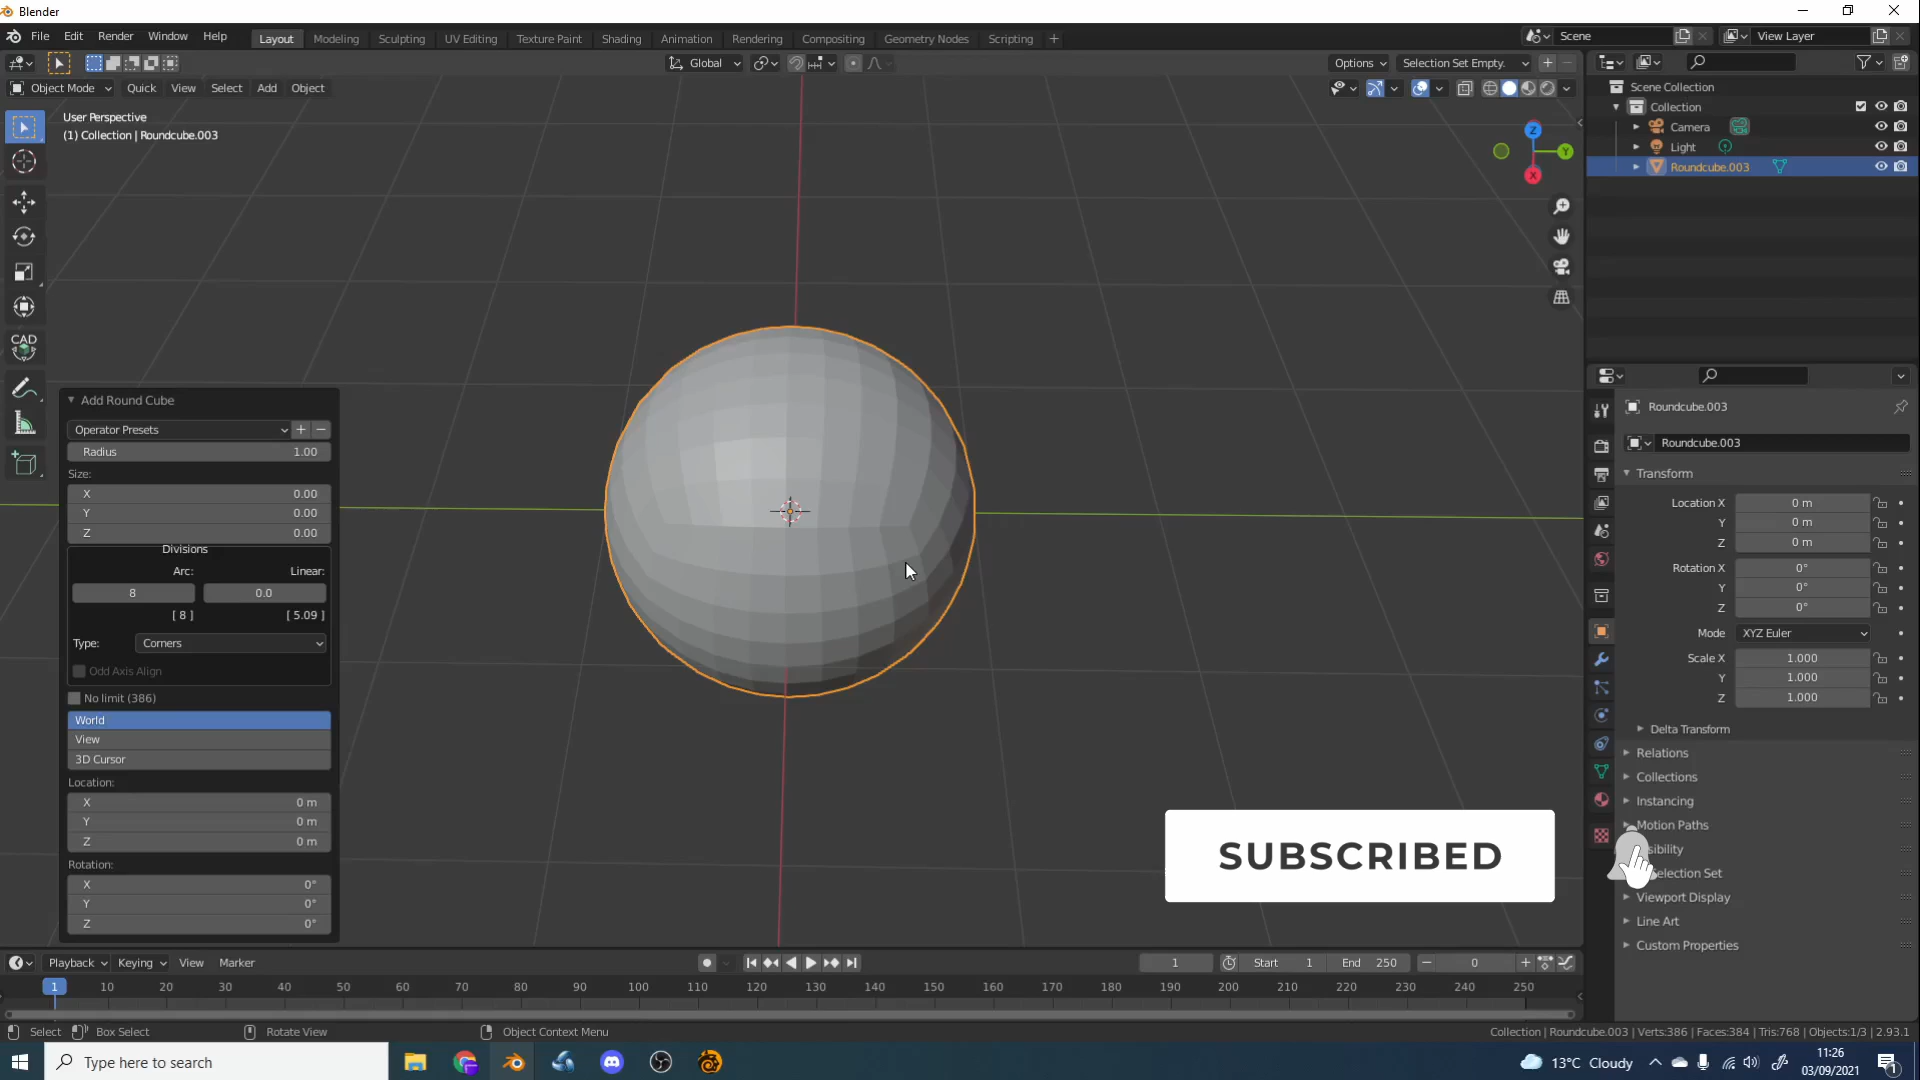 Blender
File Edit Render Window Help Layout Modeling Sculpting UV Editing Texture Paint Shading Animation Rendering Compositing Geometry Nodes Scripting Scene View Layer
Global Options Selection Set Empty.
Object Mode Quick View Select Add Object
User Perspective
(1) Collection | Roundcube.003
Z
Y
X
CAD
Scene Collection
Collection
Camera
Light
Roundcube.003
Add Round Cube
Operator Presets
Radius 1.00
Size:
X 0.00
Y 0.00
Z 0.00
Divisions
Arc: Linear:
8 0.0
[ 8 ] [ 5.09 ]
Type: Corners
Odd Axis Align
No limit (386)
World
View
3D Cursor
Location:
X 0 m
Y 0 m
Z 0 m
Rotation:
X 0°
Y 0°
Z 0°
Roundcube.003
Roundcube.003
Transform
Location X 0 m
Y 0 m
Z 0 m
Rotation X 0°
Y 0°
Z 0°
Mode XYZ Euler
Scale X 1.000
Y 1.000
Z 1.000
Delta Transform
Relations
Collections
Instancing
Motion Paths
sibility
election Set
Viewport Display
Line Art
Custom Properties
SUBSCRIBED
Playback Keying View Marker 1 Start 1 End 250 0
1 10 20 30 40 50 60 70 80 90 100 110 120 130 140 150 160 170 180 190 200 210 220 230 240 250
Select Box Select Rotate View Object Context Menu Collection | Roundcube.003 | Verts:386 | Faces:384 | Tris:768 | Objects:1/3 | 2.93.1
Type here to search 13°C Cloudy 11:26
03/09/2021
1